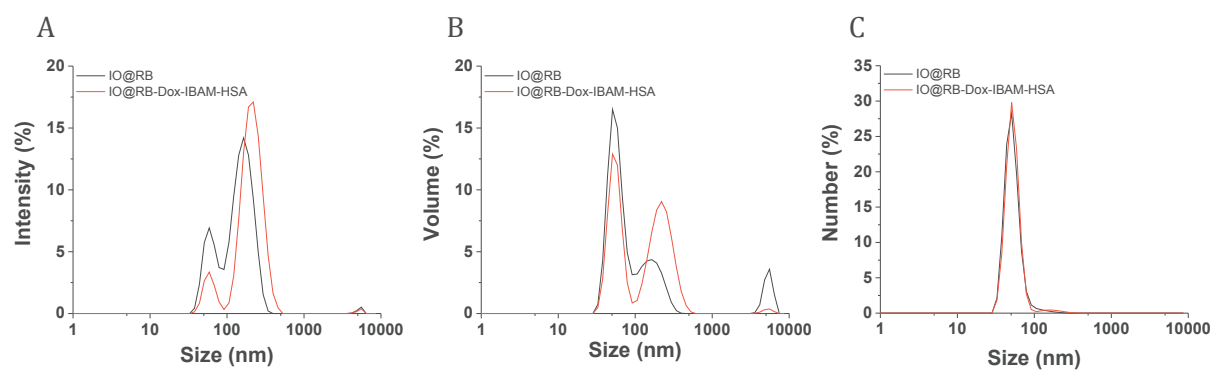 A
20
15
10
5
0
Intensity (%)
IO@RB
IO@RB-Dox-IBAM-HSA
1
10
100
1000
10000
Size (nm)
B
20
15
10
5
0
Volume (%)
IO@RB
IO@RB-Dox-IBAM-HSA
1
10
100
1000
10000
Size (nm)
C
35
30
25
20
15
10
5
0
Number (%)
IO@RB
IO@RB-Dox-IBAM-HSA
1
10
100
1000
10000
Size (nm)